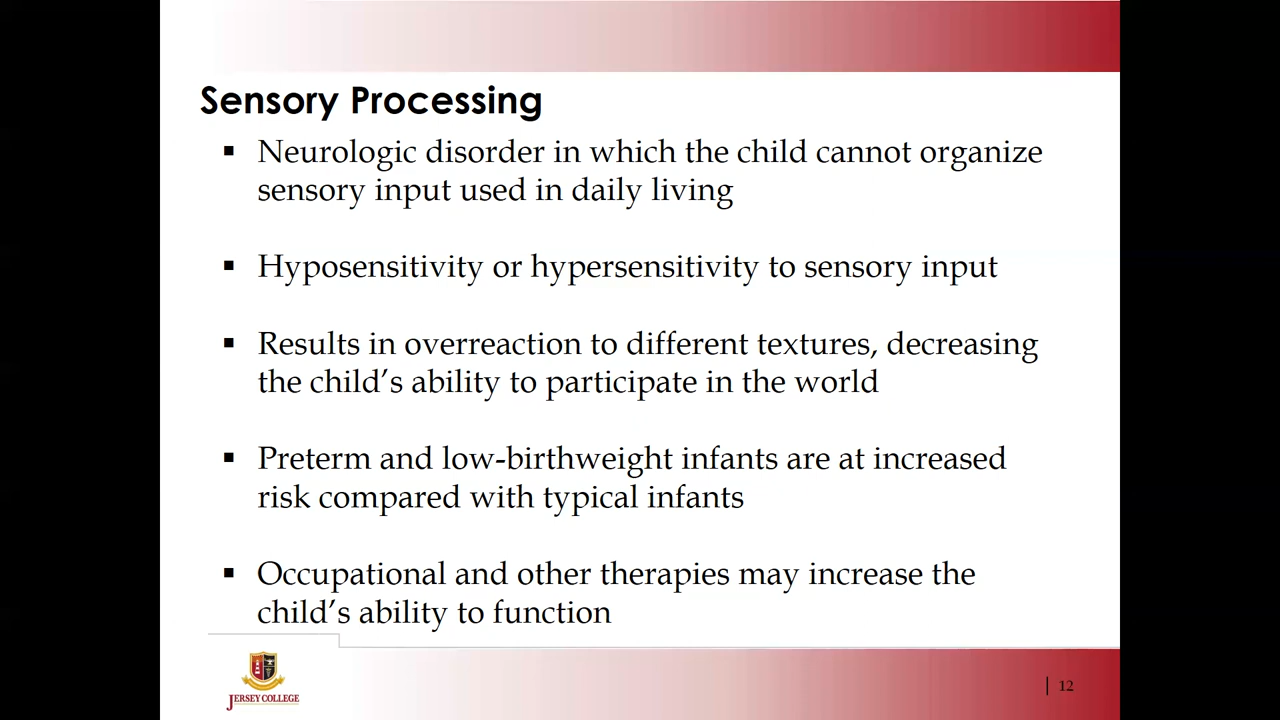 Sensory Processing
▪ Neurologic disorder in which the child cannot organize
sensory input used in daily living
▪ Hyposensitivity or hypersensitivity to sensory input
▪ Results in overreaction to different textures, decreasing
the child’s ability to participate in the world
▪ Preterm and low-birthweight infants are at increased
risk compared with typical infants
▪ Occupational and other therapies may increase the
child’s ability to function
JERSEY COLLEGE
| 12